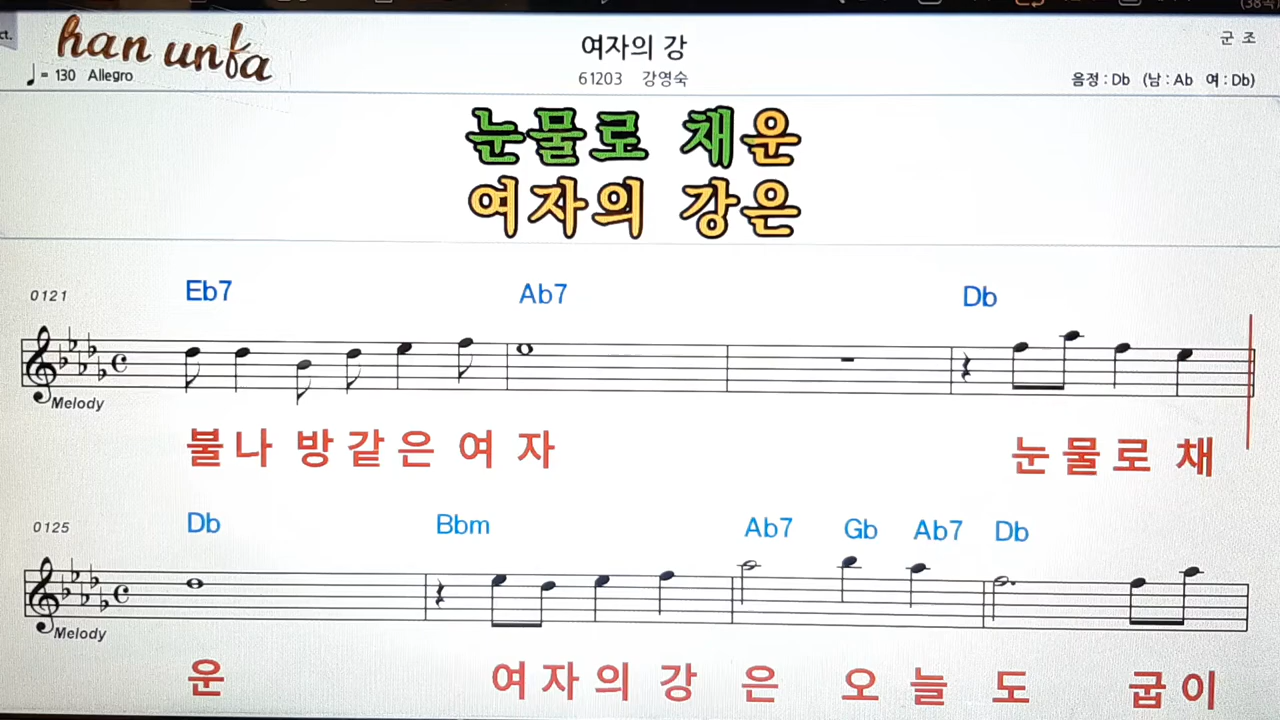 ct.
han unfa
♩= 130 Allegro
여자의 강
61203 강영숙
군 조
음정 : Db (남 : Ab 여 : Db)
눈물로 채운
여자의 강은
0121
Eb7 Ab7 Db
Melody
불 나 방 같 은 여 자 눈 물 로 채
0125
Db Bbm Ab7 Gb Ab7 Db
Melody
운 여 자 의 강 은 오 늘 도 굽 이